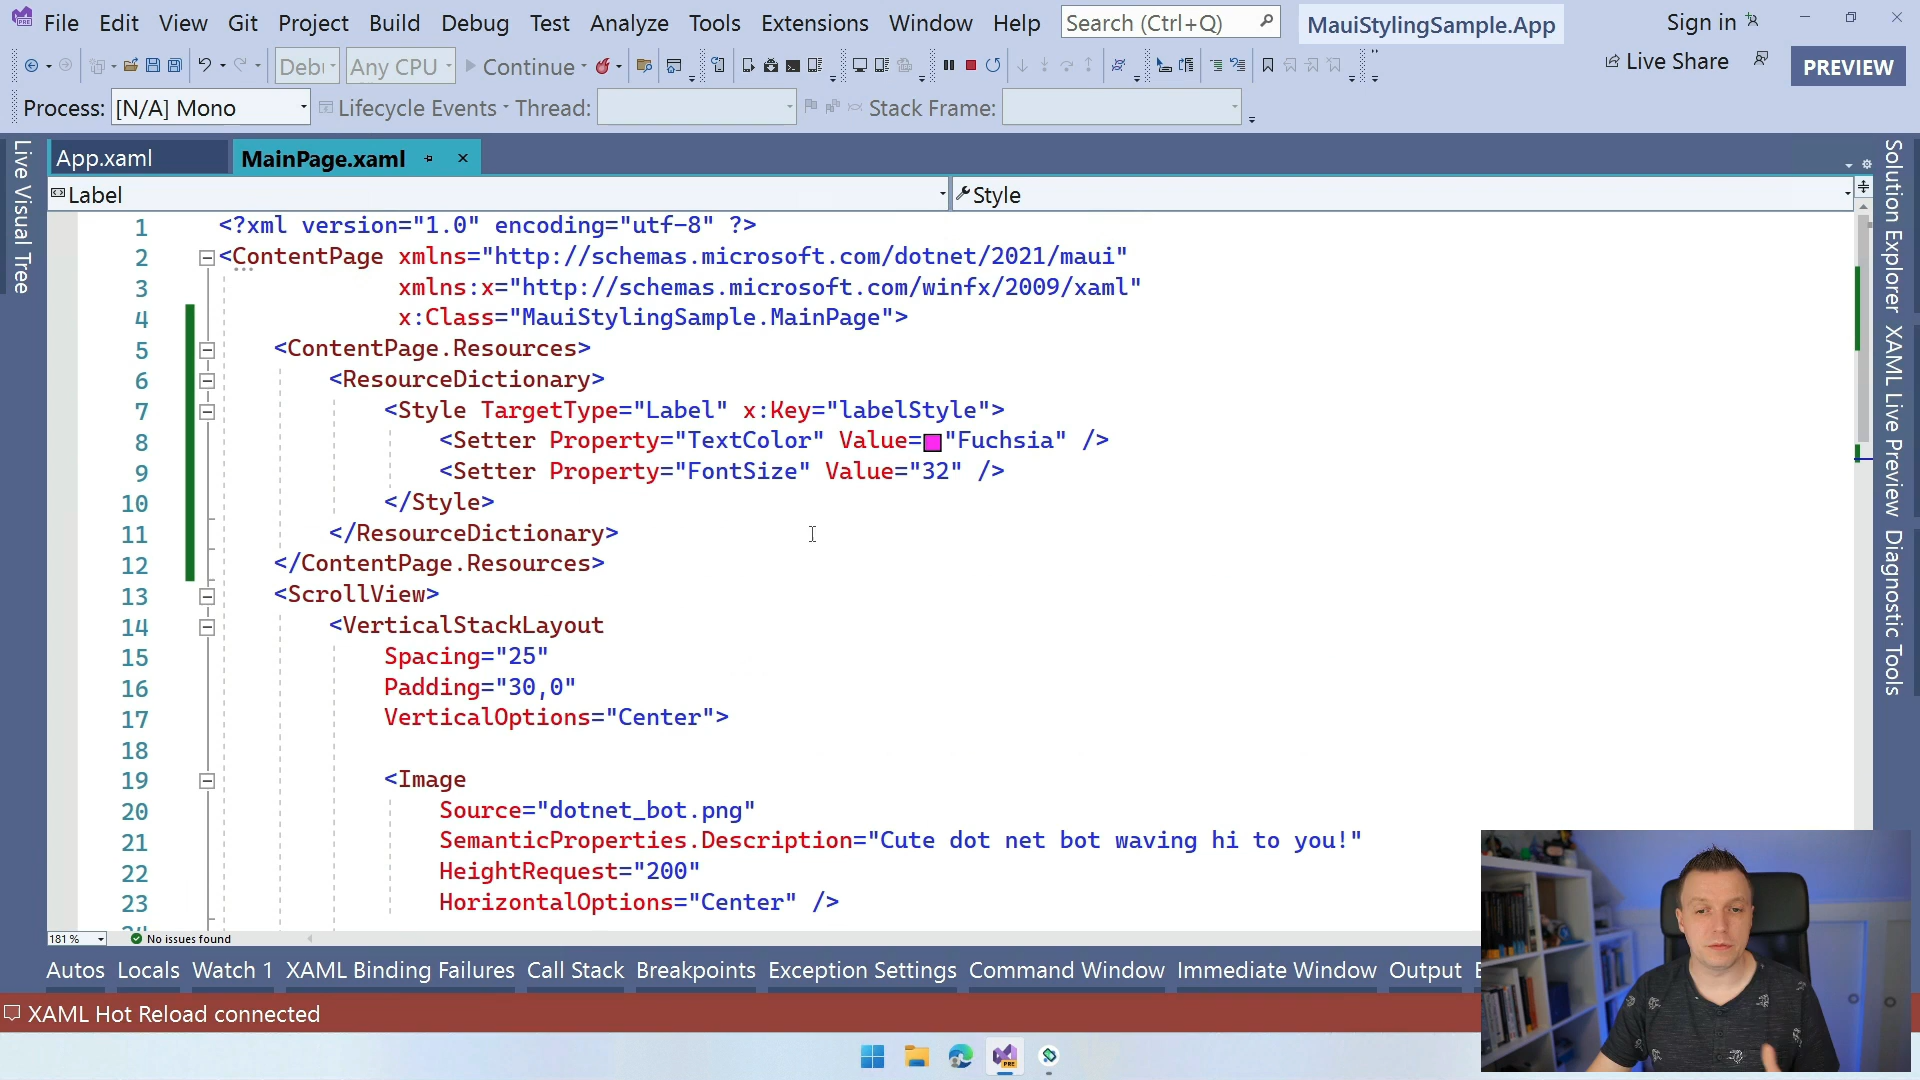 File Edit View Git Project Build Debug Test Analyze Tools Extensions Window Help Search (Ctrl+Q) MauiStylingSample.App Sign in
Any CPU Continue Live Share PREVIEW
Process: [N/A] Mono Lifecycle Events Thread: Stack Frame:
Live Visual Tree
App.xaml MainPage.xaml
Label Style
1 <?xml version="1.0" encoding="utf-8" ?>
2 <ContentPage xmlns="http://schemas.microsoft.com/dotnet/2021/maui"
3 xmlns:x="http://schemas.microsoft.com/winfx/2009/xaml"
4 x:Class="MauiStylingSample.MainPage">
5 <ContentPage.Resources>
6 <ResourceDictionary>
7 <Style TargetType="Label" x:Key="labelStyle">
8 <Setter Property="TextColor" Value="Fuchsia" />
9 <Setter Property="FontSize" Value="32" />
10 </Style>
11 </ResourceDictionary>
12 </ContentPage.Resources>
13 <ScrollView>
14 <VerticalStackLayout
15 Spacing="25"
16 Padding="30,0"
17 VerticalOptions="Center">
18
19 <Image
20 Source="dotnet_bot.png"
21 SemanticProperties.Description="Cute dot net bot waving hi to you!"
22 HeightRequest="200"
23 HorizontalOptions="Center" />
Solution Explorer
XAML Live Preview
Diagnostic Tools
181 % No issues found
Autos Locals Watch 1 XAML Binding Failures Call Stack Breakpoints Exception Settings Command Window Immediate Window Output
XAML Hot Reload connected